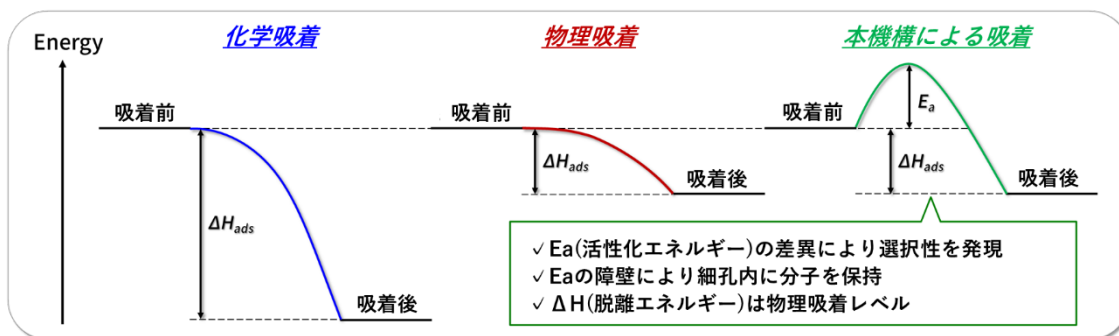 Energy
化学吸着
物理吸着
本機構による吸着
吸着前
ΔHads
吸着後
吸着前
ΔHads
吸着後
吸着前
Ea
ΔHads
吸着後
✓ Ea(活性化エネルギー)の差異により選択性を発現
✓ Eaの障壁により細孔内に分子を保持
✓ ΔH(脱離エネルギー)は物理吸着レベル